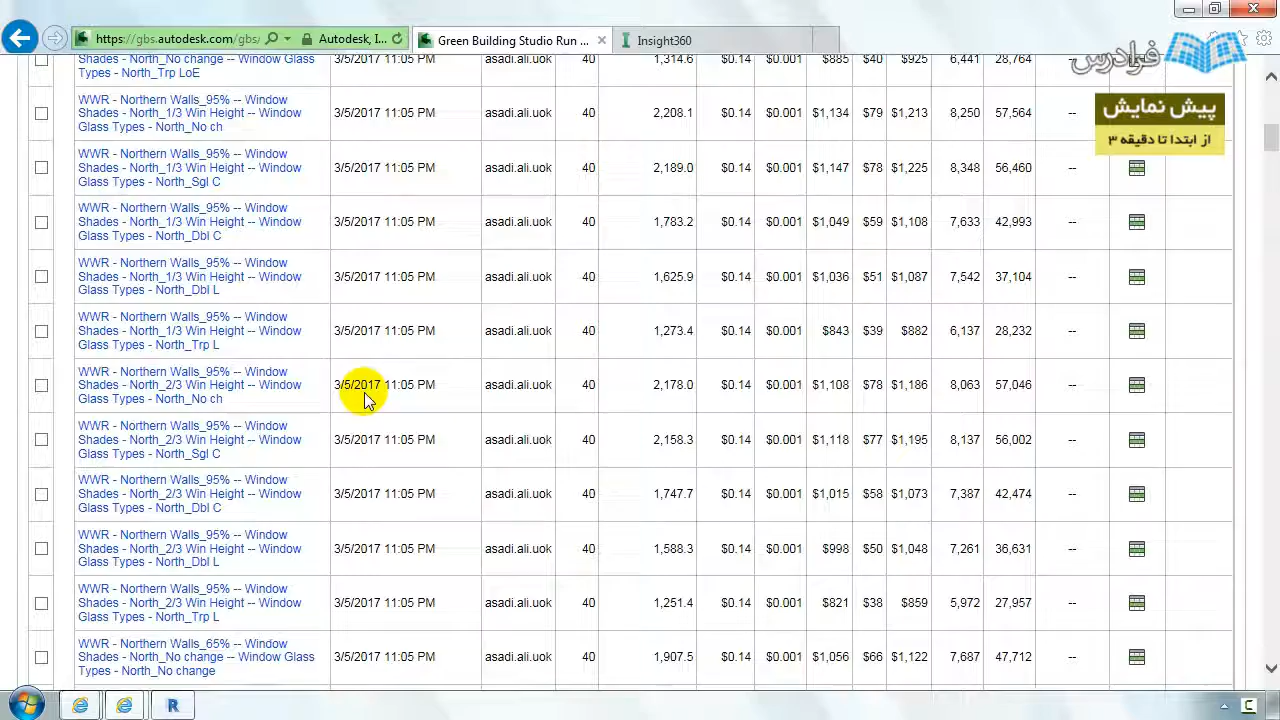 https://gbs.autodesk.com/gbs/ Autodesk, I... Green Building Studio Run ... Insight360
فرادرس
پیش نمایش
از ابتدا تا دقیقه ۳
Shades - North_No change -- Window Glass 3/5/2017 11:05 PM asadi.ali.uok 40 1,314.6 $0.14 $0.001 $885 $40 $925 6,441 28,764 --
Types - North_Trp LoE
WWR - Northern Walls_95% -- Window
Shades - North_1/3 Win Height -- Window 3/5/2017 11:05 PM asadi.ali.uok 40 2,208.1 $0.14 $0.001 $1,134 $79 $1,213 8,250 57,564
Glass Types - North_No ch
WWR - Northern Walls_95% -- Window
Shades - North_1/3 Win Height -- Window 3/5/2017 11:05 PM asadi.ali.uok 40 2,189.0 $0.14 $0.001 $1,147 $78 $1,225 8,348 56,460 --
Glass Types - North_Sgl C
WWR - Northern Walls_95% -- Window
Shades - North_1/3 Win Height -- Window 3/5/2017 11:05 PM asadi.ali.uok 40 1,783.2 $0.14 $0.001 $1,049 $59 $1,108 7,633 42,993 --
Glass Types - North_Dbl C
WWR - Northern Walls_95% -- Window
Shades - North_1/3 Win Height -- Window 3/5/2017 11:05 PM asadi.ali.uok 40 1,625.9 $0.14 $0.001 $1,036 $51 $1,087 7,542 37,104 --
Glass Types - North_Dbl L
WWR - Northern Walls_95% -- Window
Shades - North_1/3 Win Height -- Window 3/5/2017 11:05 PM asadi.ali.uok 40 1,273.4 $0.14 $0.001 $843 $39 $882 6,137 28,232 --
Glass Types - North_Trp L
WWR - Northern Walls_95% -- Window
Shades - North_2/3 Win Height -- Window 3/5/2017 11:05 PM asadi.ali.uok 40 2,178.0 $0.14 $0.001 $1,108 $78 $1,186 8,063 57,046 --
Glass Types - North_No ch
WWR - Northern Walls_95% -- Window
Shades - North_2/3 Win Height -- Window 3/5/2017 11:05 PM asadi.ali.uok 40 2,158.3 $0.14 $0.001 $1,118 $77 $1,195 8,137 56,002 --
Glass Types - North_Sgl C
WWR - Northern Walls_95% -- Window
Shades - North_2/3 Win Height -- Window 3/5/2017 11:05 PM asadi.ali.uok 40 1,747.7 $0.14 $0.001 $1,015 $58 $1,073 7,387 42,474 --
Glass Types - North_Dbl C
WWR - Northern Walls_95% -- Window
Shades - North_2/3 Win Height -- Window 3/5/2017 11:05 PM asadi.ali.uok 40 1,588.3 $0.14 $0.001 $998 $50 $1,048 7,261 36,631 --
Glass Types - North_Dbl L
WWR - Northern Walls_95% -- Window
Shades - North_2/3 Win Height -- Window 3/5/2017 11:05 PM asadi.ali.uok 40 1,251.4 $0.14 $0.001 $21 $38 $859 5,972 27,957 --
Glass Types - North_Trp L
WWR - Northern Walls_65% -- Window
Shades - North_No change -- Window Glass 3/5/2017 11:05 PM asadi.ali.uok 40 1,907.5 $0.14 $0.001 $1,056 $66 $1,122 7,687 47,712 --
Types - North_No change